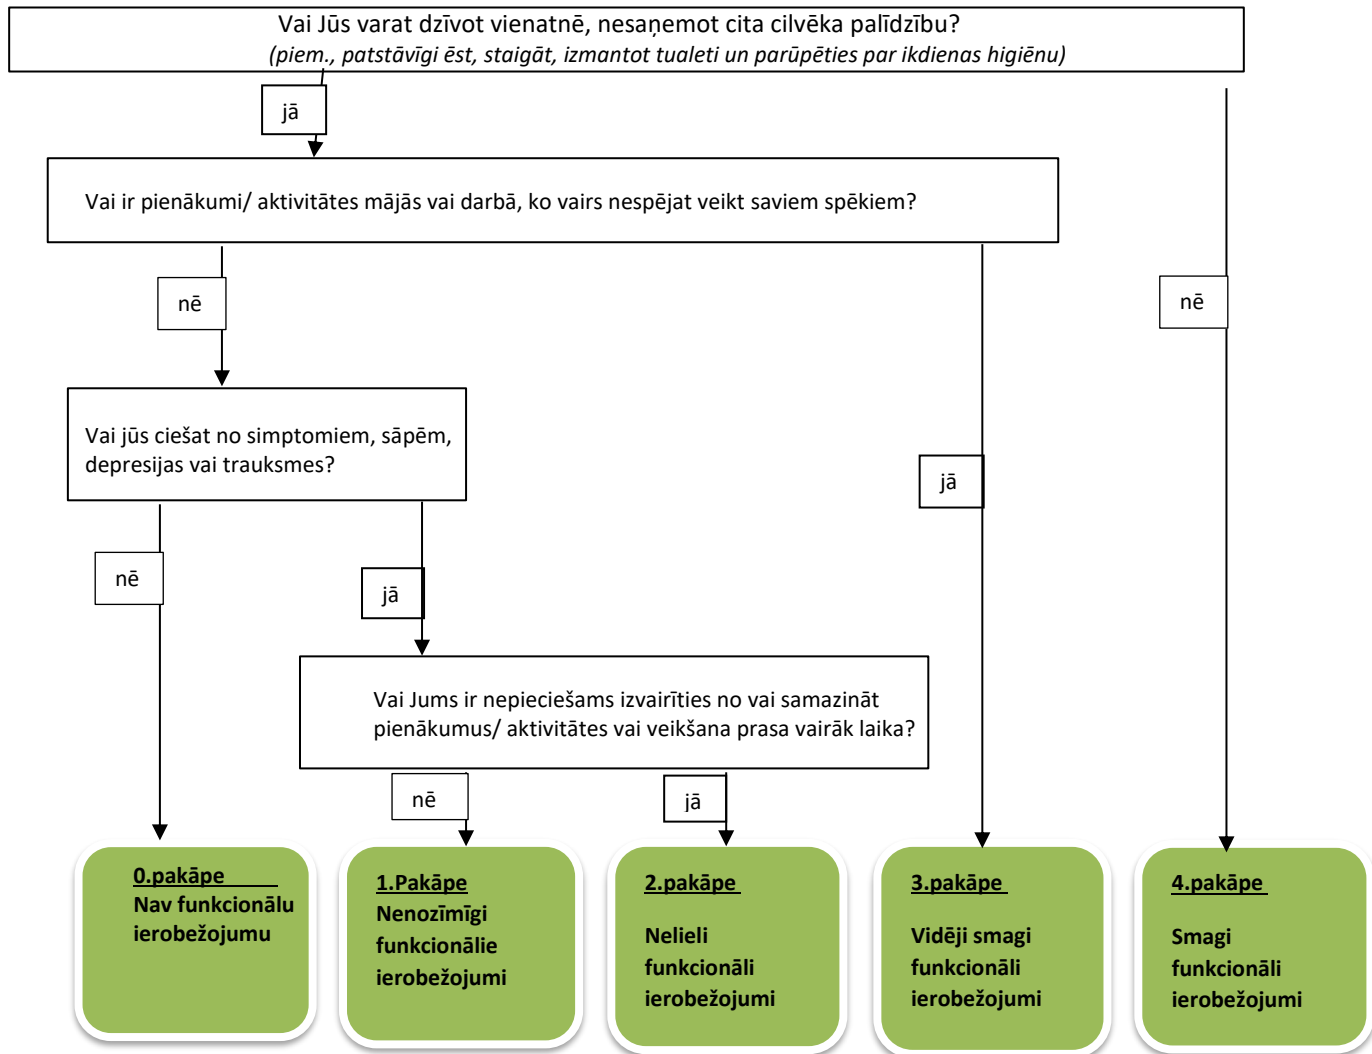 Vai Jūs varat dzīvot vienatnē, nesaņemot cita cilvēka palīdzību?
(piem., patstāvīgi ēst, staigāt, izmantot tualeti un parūpēties par ikdienas higiēnu)
jā
Vai ir pienākumi/ aktivitātes mājās vai darbā, ko vairs nespējat veikt saviem spēkiem?
nē
nē
Vai jūs ciešat no simptomiem, sāpēm,
depresijas vai trauksmes?
jā
nē
jā
Vai Jums ir nepieciešams izvairīties no vai samazināt
pienākumus/ aktivitātes vai veikšana prasa vairāk laika?
nē
jā
0.pakāpe
Nav funkcionālu
ierobežojumu
1.Pakāpe
Nenozīmīgi
funkcionālie
ierobežojumi
2.pakāpe
Nelieli
funkcionāli
ierobežojumi
3.pakāpe
Vidēji smagi
funkcionāli
ierobežojumi
4.pakāpe
Smagi
funkcionāli
ierobežojumi